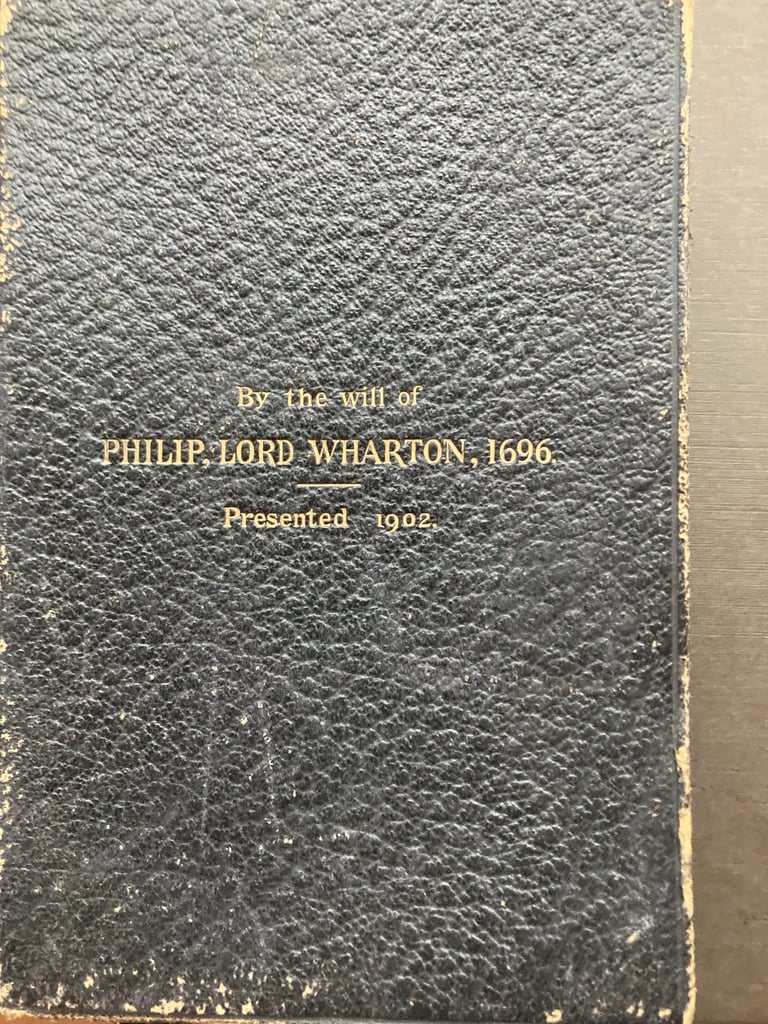 By the will of
PHILIP, LORD WHARTON, 1696.
Presented 1902.